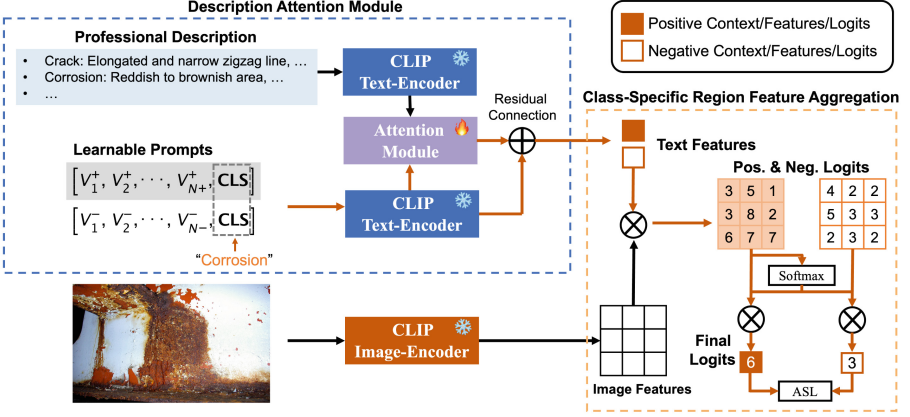 Description Attention Module
Professional Description
• Crack: Elongated and narrow zigzag line, …
• Corrosion: Reddish to brownish area, …
• …
CLIP
Text-Encoder
Attention
Module
Residual
Connection
Learnable Prompts
[V₁⁺, V₂⁺, ···, V_N+⁺, CLS]
[V₁⁻, V₂⁻, ···, V_N-⁻, CLS]
CLIP
Text-Encoder
"Corrosion"
CLIP
Image-Encoder
Positive Context/Features/Logits
Negative Context/Features/Logits
Class-Specific Region Feature Aggregation
Text Features
Pos. & Neg. Logits
3 5 1
3 8 2
6 7 7
4 2 2
5 3 3
2 3 2
Softmax
Final
Logits
6
3
ASL
Image Features